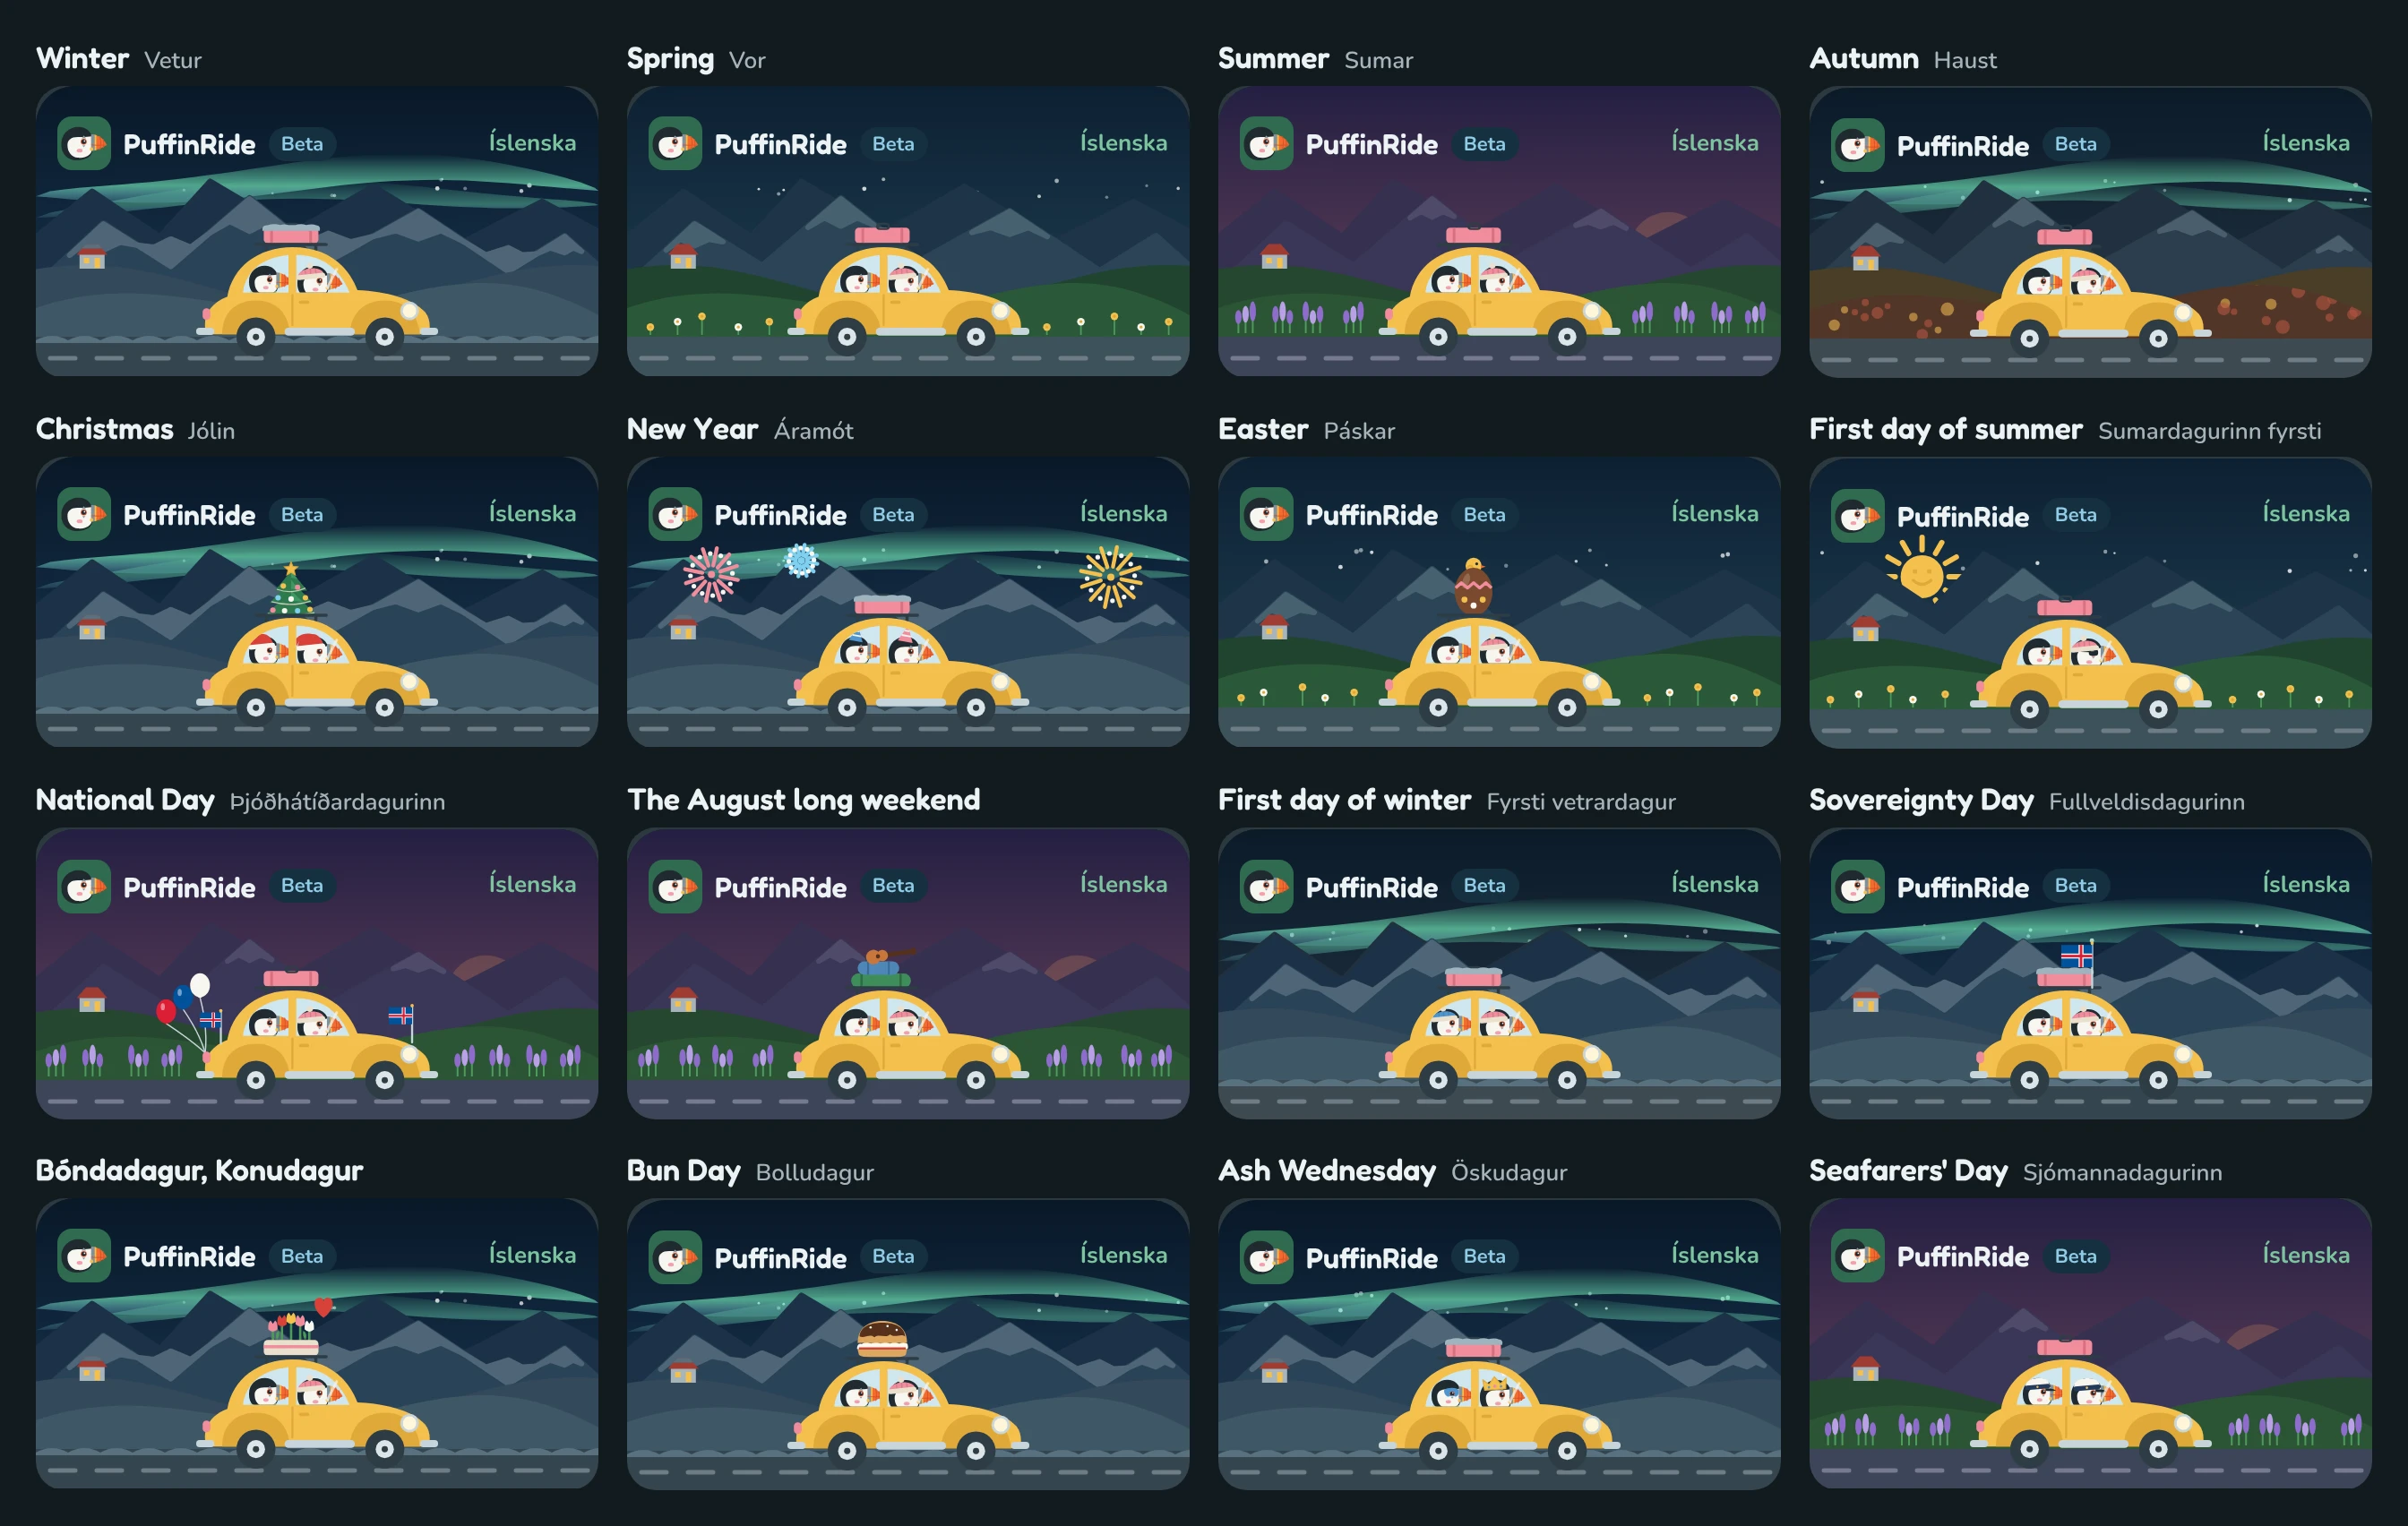 Winter Vetur
PuffinRide Beta Íslenska
Spring Vor
PuffinRide Beta Íslenska
Summer Sumar
PuffinRide Beta Íslenska
Autumn Haust
PuffinRide Beta Íslenska
Christmas Jólin
PuffinRide Beta Íslenska
New Year Áramót
PuffinRide Beta Íslenska
Easter Páskar
PuffinRide Beta Íslenska
First day of summer Sumardagurinn fyrsti
PuffinRide Beta Íslenska
National Day Þjóðhátíðardagurinn
PuffinRide Beta Íslenska
The August long weekend
PuffinRide Beta Íslenska
First day of winter Fyrsti vetrardagur
PuffinRide Beta Íslenska
Sovereignty Day Fullveldisdagurinn
PuffinRide Beta Íslenska
Bóndadagur, Konudagur
PuffinRide Beta Íslenska
Bun Day Bolludagur
PuffinRide Beta Íslenska
Ash Wednesday Öskudagur
PuffinRide Beta Íslenska
Seafarers' Day Sjómannadagurinn
PuffinRide Beta Íslenska